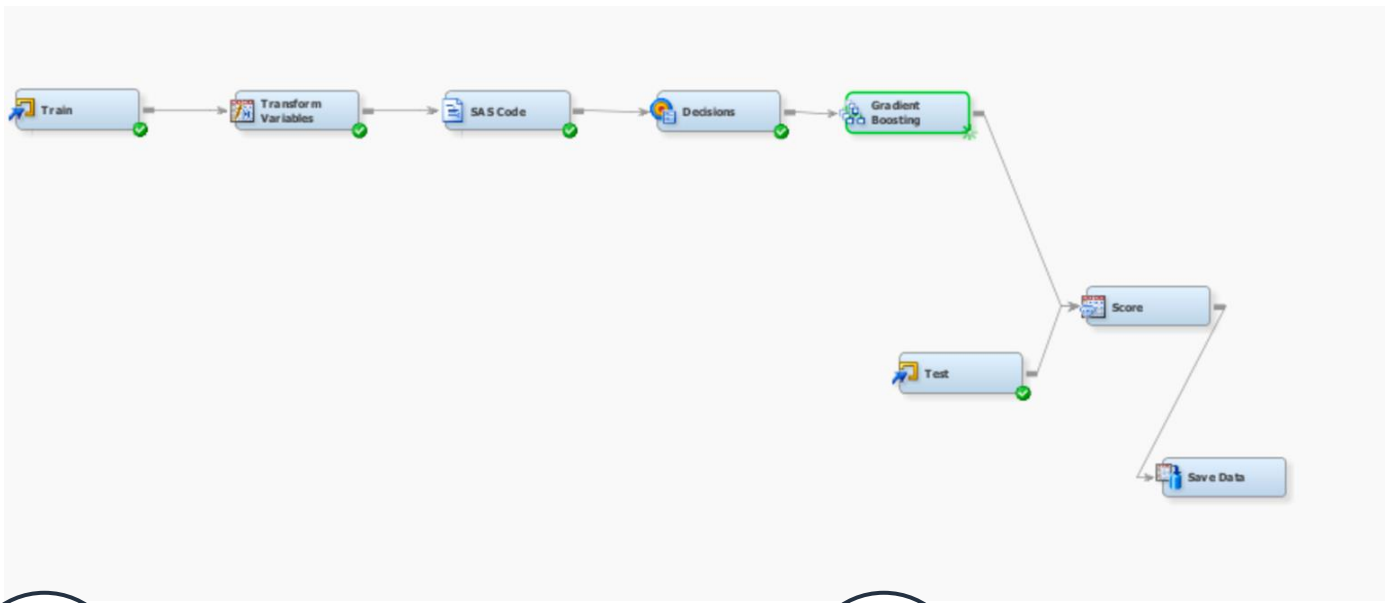 Train
Transform
Variables
SAS Code
Decisions
Gradient
Boosting
Score
Test
Save Data